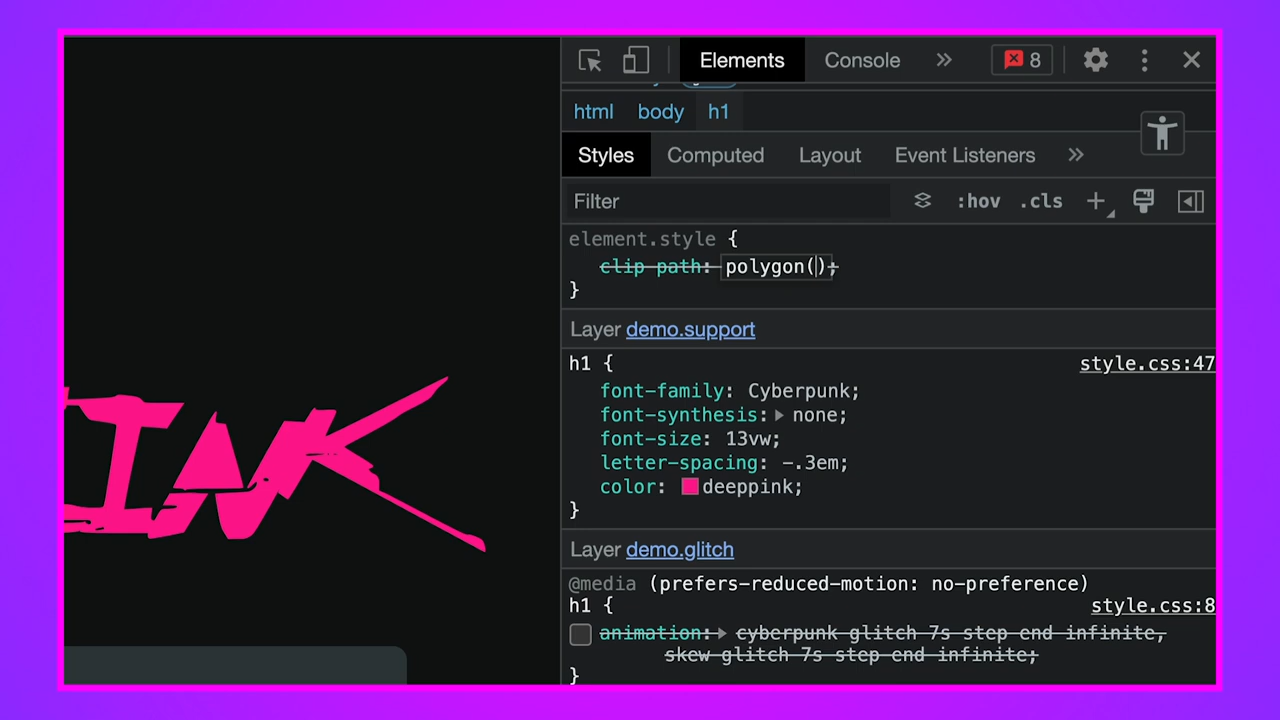 Elements Console » 8
html body h1
Styles Computed Layout Event Listeners »
Filter :hov .cls +
element.style {
clip-path: polygon();
}
Layer demo.support
h1 { style.css:47
font-family: Cyberpunk;
font-synthesis: none;
font-size: 13vw;
letter-spacing: -.3em;
color: deeppink;
}
INK
Layer demo.glitch
@media (prefers-reduced-motion: no-preference)
h1 { style.css:8
animation: cyberpunk-glitch 7s step-end infinite,
skew-glitch 7s step-end infinite;
}